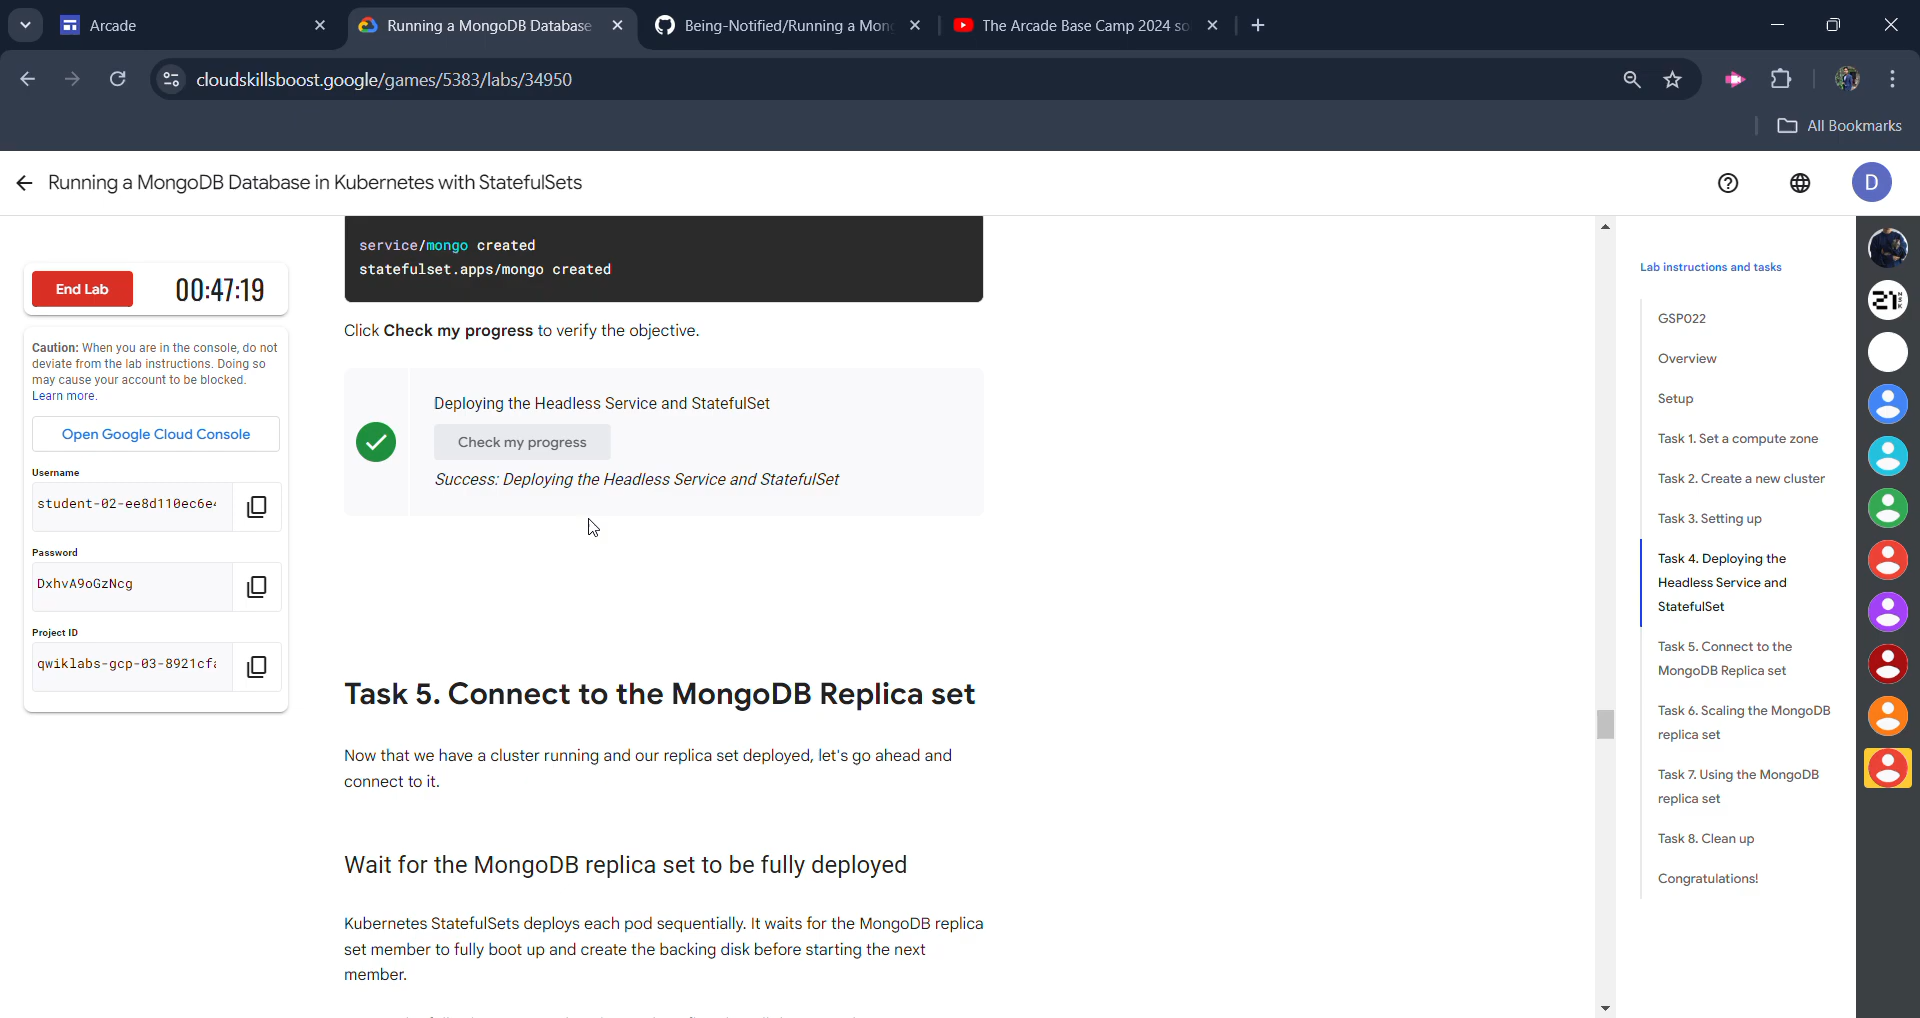 Arcade
Running a MongoDB Database
Being-Notified/Running a Mon
The Arcade Base Camp 2024 so
cloudskillsboost.google/games/5383/labs/34950
All Bookmarks
Running a MongoDB Database in Kubernetes with StatefulSets
D
End Lab
00:47:19
Caution: When you are in the console, do not
deviate from the lab instructions. Doing so
may cause your account to be blocked.
Learn more.
Open Google Cloud Console
Username
student-02-ee8d110ec6e4
Password
DxhvA9oGzNcg
Project ID
qwiklabs-gcp-03-8921cf
service/mongo created
statefulset.apps/mongo created
Click Check my progress to verify the objective.
Deploying the Headless Service and StatefulSet
Check my progress
Success: Deploying the Headless Service and StatefulSet
Task 5. Connect to the MongoDB Replica set
Now that we have a cluster running and our replica set deployed, let's go ahead and
connect to it.
Wait for the MongoDB replica set to be fully deployed
Kubernetes StatefulSets deploys each pod sequentially. It waits for the MongoDB replica
set member to fully boot up and create the backing disk before starting the next
member.
Lab instructions and tasks
GSP022
Overview
Setup
Task 1. Set a compute zone
Task 2. Create a new cluster
Task 3. Setting up
Task 4. Deploying the
Headless Service and
StatefulSet
Task 5. Connect to the
MongoDB Replica set
Task 6. Scaling the MongoDB
replica set
Task 7. Using the MongoDB
replica set
Task 8. Clean up
Congratulations!